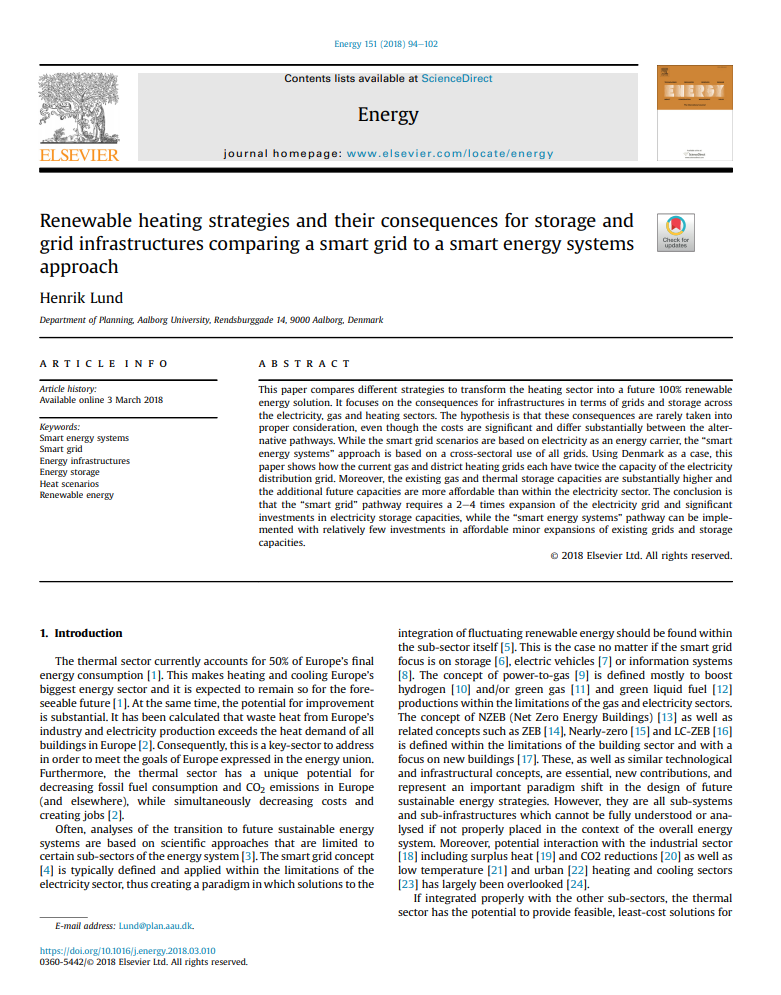 Energy 151 (2018) 94–102
Contents lists available at ScienceDirect
Energy
journal homepage: www.elsevier.com/locate/energy
ELSEVIER
ENERGY
Renewable heating strategies and their consequences for storage and
grid infrastructures comparing a smart grid to a smart energy systems
approach
Check for
updates
Henrik Lund
Department of Planning, Aalborg University, Rendsburggade 14, 9000 Aalborg, Denmark
ARTICLE INFO
Article history:
Available online 3 March 2018
Keywords:
Smart energy systems
Smart grid
Energy infrastructures
Energy storage
Heat scenarios
Renewable energy
ABSTRACT
This paper compares different strategies to transform the heating sector into a future 100% renewable
energy solution. It focuses on the consequences for infrastructures in terms of grids and storage across
the electricity, gas and heating sectors. The hypothesis is that these consequences are rarely taken into
proper consideration, even though the costs are significant and differ substantially between the alter-
native pathways. While the smart grid scenarios are based on electricity as an energy carrier, the “smart
energy systems” approach is based on a cross-sectoral use of all grids. Using Denmark as a case, this
paper shows how the current gas and district heating grids each have twice the capacity of the electricity
distribution grid. Moreover, the existing gas and thermal storage capacities are substantially higher and
the additional future capacities are more affordable than within the electricity sector. The conclusion is
that the “smart grid” pathway requires a 2–4 times expansion of the electricity grid and significant
investments in electricity storage capacities, while the “smart energy systems” pathway can be imple-
mented with relatively few investments in affordable minor expansions of existing grids and storage
capacities.
© 2018 Elsevier Ltd. All rights reserved.
1. Introduction
The thermal sector currently accounts for 50% of Europe's final
energy consumption [1]. This makes heating and cooling Europe's
biggest energy sector and it is expected to remain so for the fore-
seeable future [1]. At the same time, the potential for improvement
is substantial. It has been calculated that waste heat from Europe's
industry and electricity production exceeds the heat demand of all
buildings in Europe [2]. Consequently, this is a key-sector to address
in order to meet the goals of Europe expressed in the energy union.
Furthermore, the thermal sector has a unique potential for
decreasing fossil fuel consumption and CO2 emissions in Europe
(and elsewhere), while simultaneously decreasing costs and
creating jobs [2].
Often, analyses of the transition to future sustainable energy
systems are based on scientific approaches that are limited to
certain sub-sectors of the energy system [3]. The smart grid concept
[4] is typically defined and applied within the limitations of the
electricity sector, thus creating a paradigm in which solutions to the
integration of fluctuating renewable energy should be found within
the sub-sector itself [5]. This is the case no matter if the smart grid
focus is on storage [6], electric vehicles [7] or information systems
[8]. The concept of power-to-gas [9] is defined mostly to boost
hydrogen [10] and/or green gas [11] and green liquid fuel [12]
productions within the limitations of the gas and electricity sectors.
The concept of NZEB (Net Zero Energy Buildings) [13] as well as
related concepts such as ZEB [14], Nearly-zero [15] and LC-ZEB [16]
is defined within the limitations of the building sector and with a
focus on new buildings [17]. These, as well as similar technological
and infrastructural concepts, are essential, new contributions, and
represent an important paradigm shift in the design of future
sustainable energy strategies. However, they are all sub-systems
and sub-infrastructures which cannot be fully understood or ana-
lysed if not properly placed in the context of the overall energy
system. Moreover, potential interaction with the industrial sector
[18] including surplus heat [19] and CO2 reductions [20] as well as
low temperature [21] and urban [22] heating and cooling sectors
[23] has largely been overlooked [24].
If integrated properly with the other sub-sectors, the thermal
sector has the potential to provide feasible, least-cost solutions for
E-mail address: Lund@plan.aau.dk.
https://doi.org/10.1016/j.energy.2018.03.010
0360-5442/© 2018 Elsevier Ltd. All rights reserved.